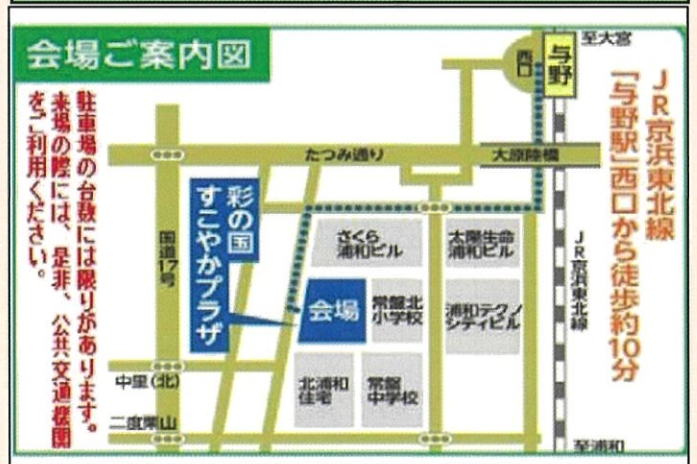 会場ご案内図
至大宮
与野
西口
JR京浜東北線
「与野駅」西口から徒歩約10分
駐車場の台数には限りがあります。
来場の際には、是非、公共交通機関
をご利用ください。
たつみ通り
大原陸橋
彩の国
すこやかプラザ
国道17号
さくら
浦和ビル
太陽生命
浦和ビル
JR京浜東北線
会場
常盤北
小学校
浦和テクノ
シティビル
中里(北)
北浦和
住宅
常盤
中学校
二度栗山
至浦和